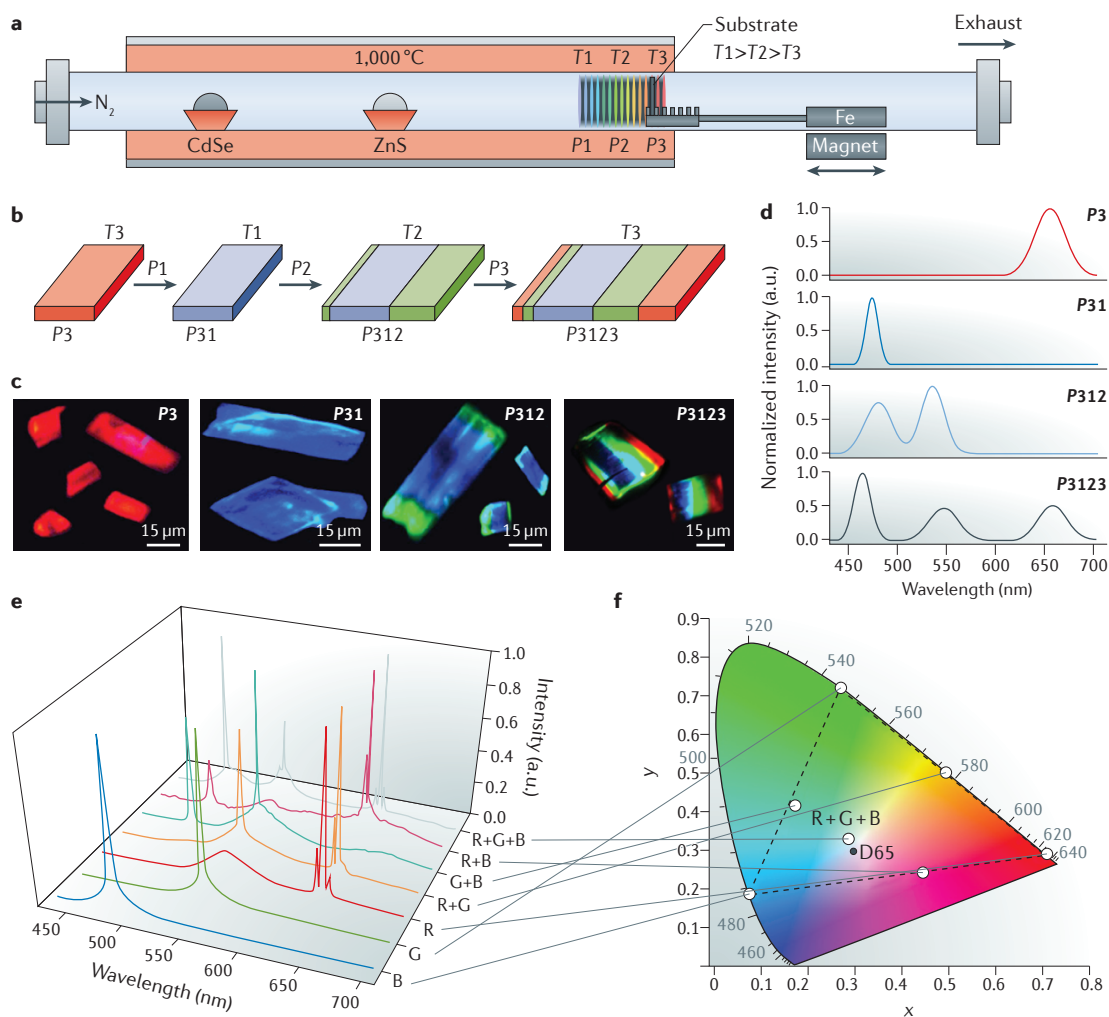 a
1,000 °C
T1 T2 T3
Substrate
T1>T2>T3
Exhaust
N2
CdSe
ZnS
P1 P2 P3
Fe
Magnet
b
T3
P1
T1
P2
T2
P3
T3
P3
P31
P312
P3123
c
P3
15 µm
P31
15 µm
P312
15 µm
P3123
15 µm
d
Normalized intensity (a.u.)
1.0
0.5
0.0
P3
1.0
0.5
0.0
P31
1.0
0.5
0.0
P312
1.0
0.5
0.0
P3123
450 500 550 600 650 700
Wavelength (nm)
e
1.0
0.8
0.6
0.4
0.2
0.0
Intensity (a.u.)
R+G+B
R+B
G+B
R+G
R
G
B
450 500 550 600 650 700
Wavelength (nm)
f
0.9
0.8
0.7
0.6
0.5
0.4
0.3
0.2
0.1
y
520
540
560
580
600
620
640
500
480
460
R+G+B
D65
0 0.1 0.2 0.3 0.4 0.5 0.6 0.7 0.8
x